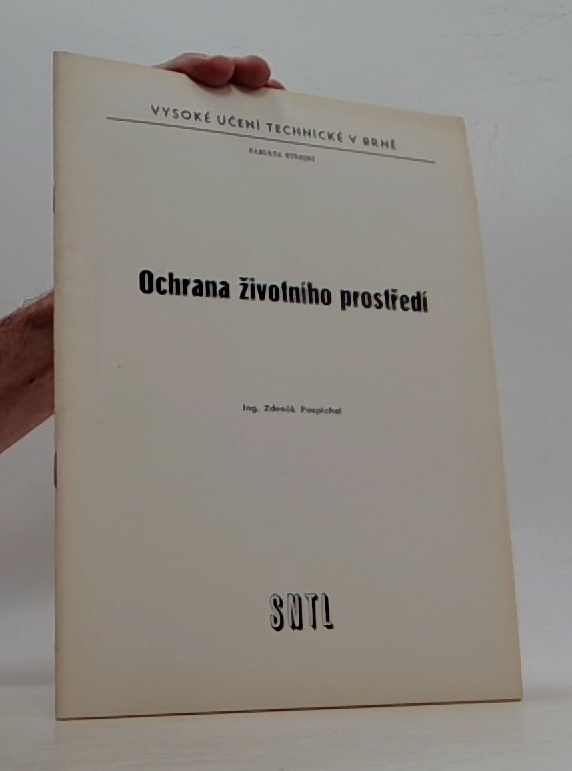 VYSOKÉ UČENÍ TECHNICKÉ V BRNĚ
FAKULTA STROJNÍ
Ochrana životního prostředí
Ing. Zdeněk Pospíchal
SNTL